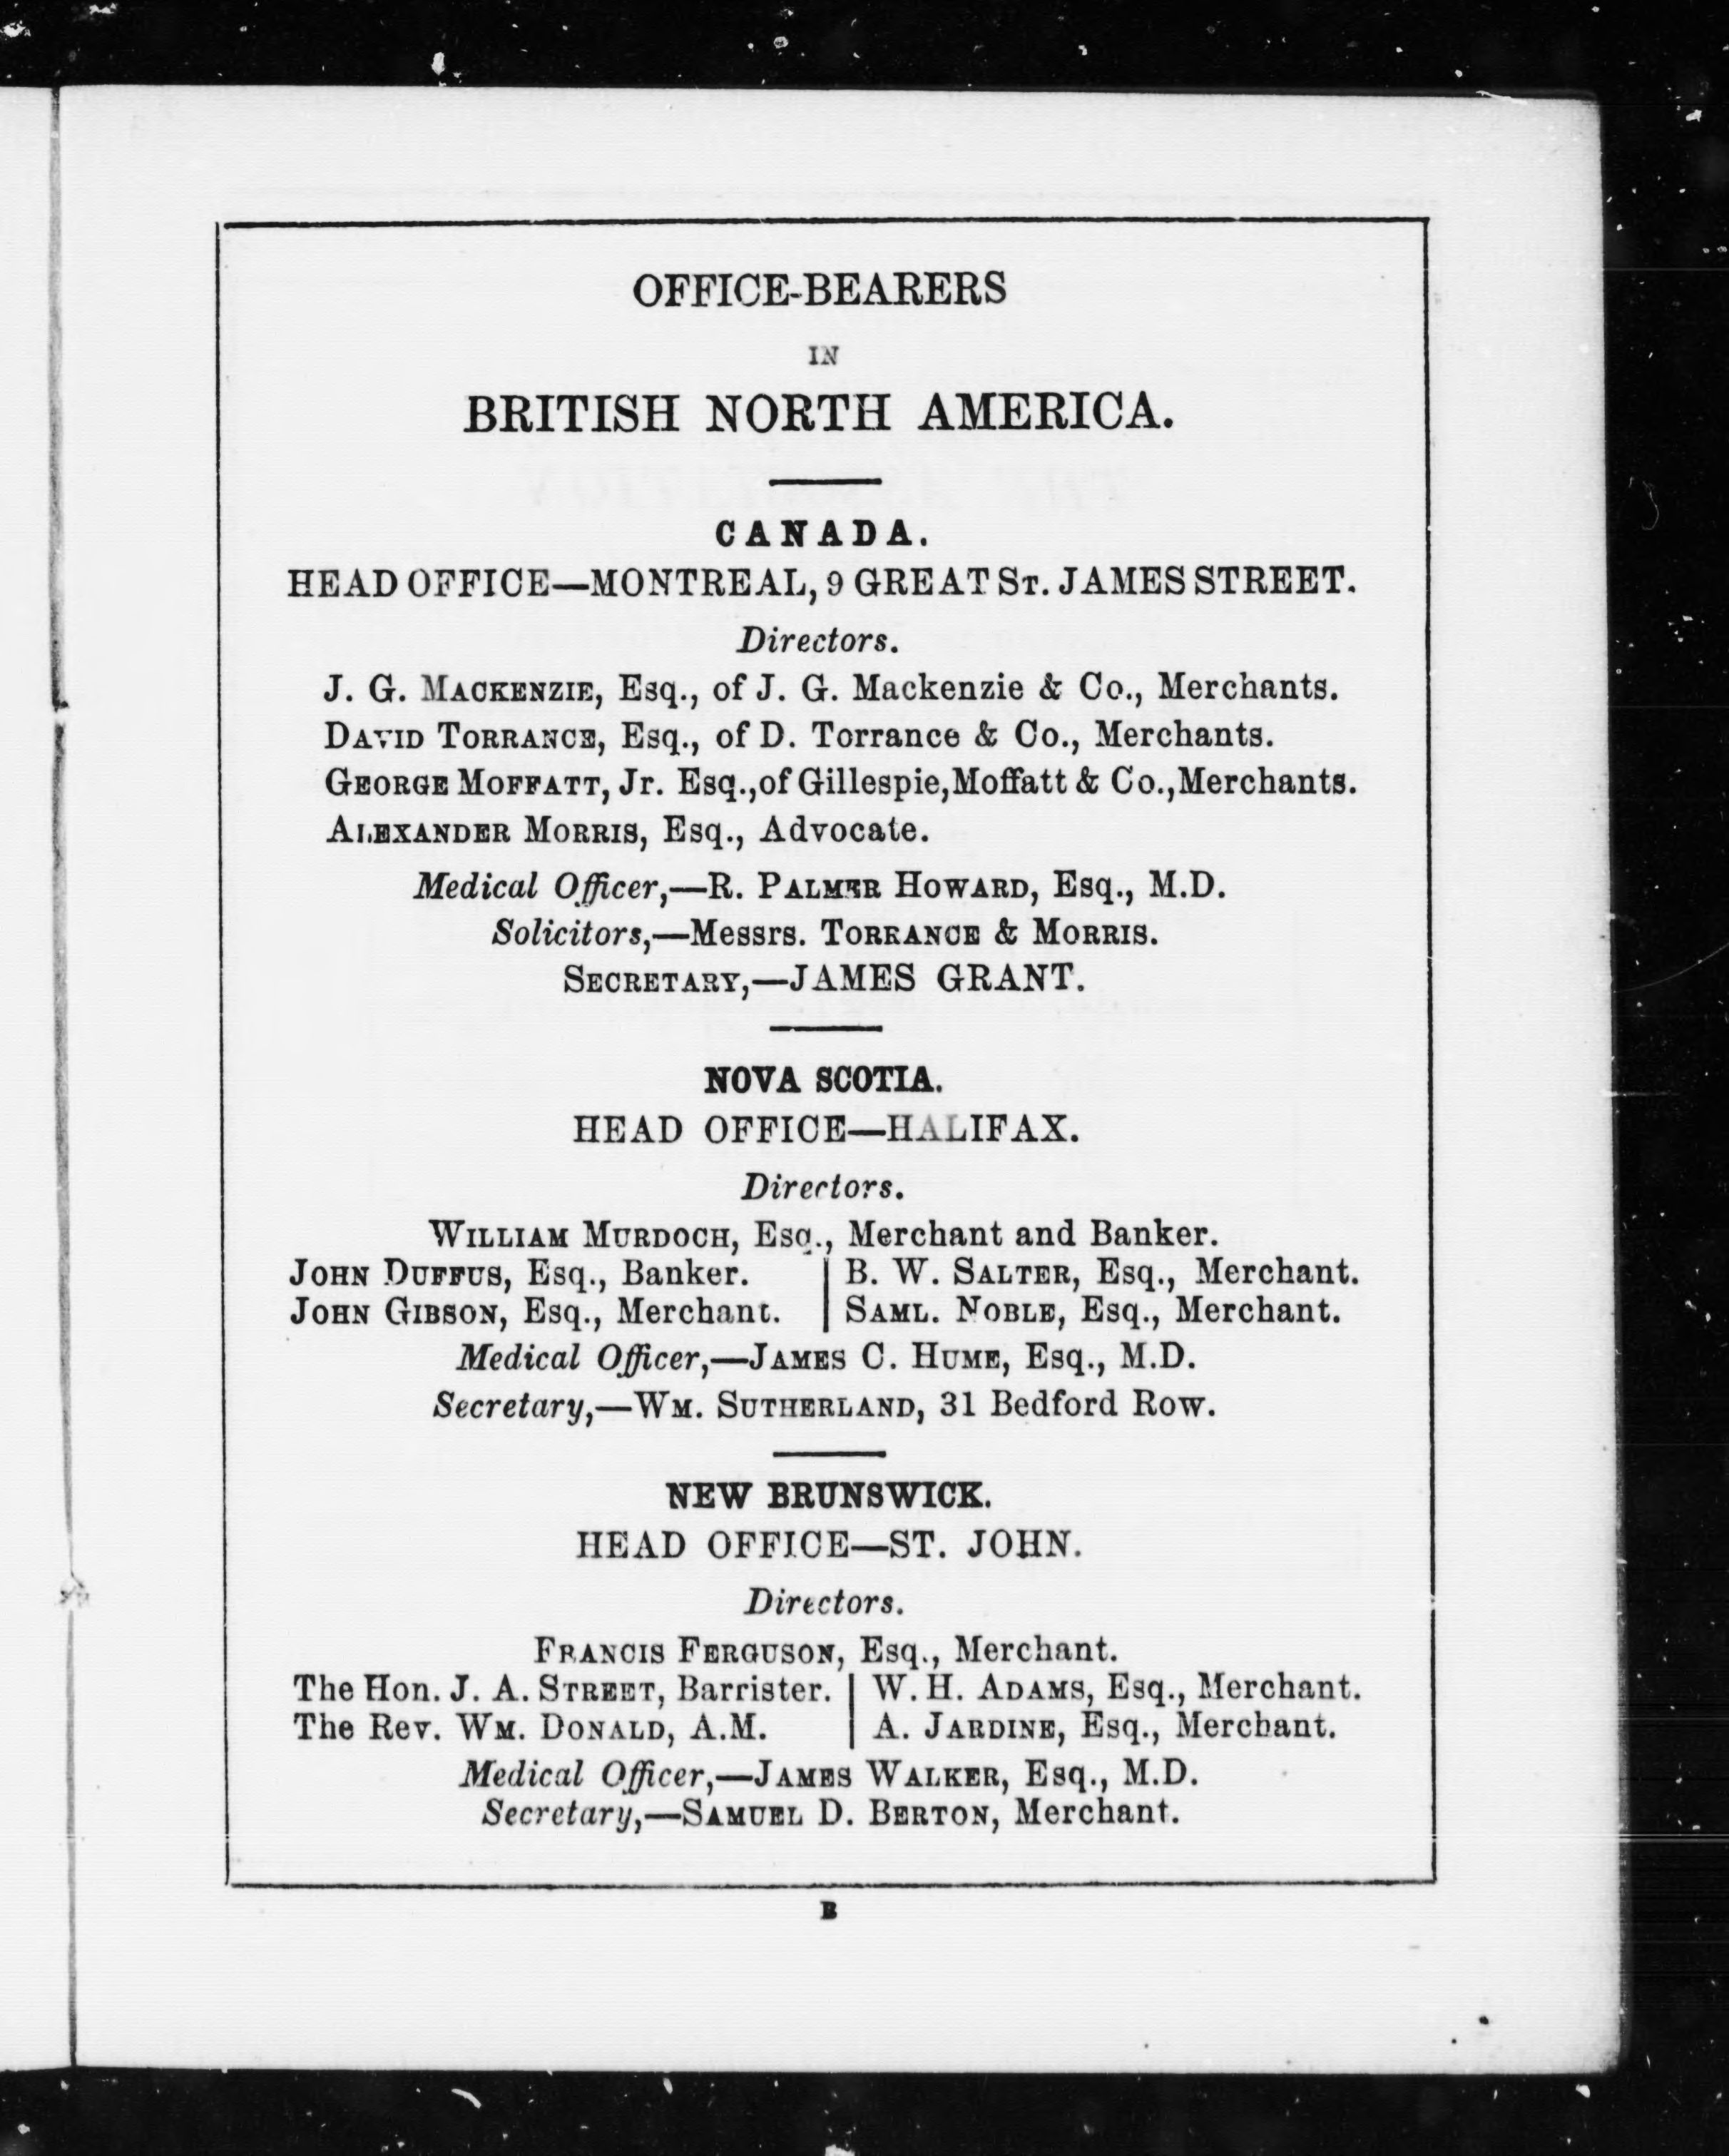 OFFICE-BEARERS
IN
BRITISH NORTH AMERICA.
CANADA.
HEAD OFFICE—MONTREAL, 9 GREAT ST. JAMES STREET.
Directors.
J. G. MACKENZIE, Esq., of J. G. Mackenzie & Co., Merchants.
DAVID TORRANCE, Esq., of D. Torrance & Co., Merchants.
GEORGE MOFFATT, Jr. Esq., of Gillespie, Moffatt & Co., Merchants.
ALEXANDER MORRIS, Esq., Advocate.
Medical Officer,—R. PALMER HOWARD, Esq., M.D.
Solicitors,—Messrs. TORRANCE & MORRIS.
SECRETARY,—JAMES GRANT.
NOVA SCOTIA.
HEAD OFFICE—HALIFAX.
Directors.
WILLIAM MURDOCH, Esq., Merchant and Banker.
JOHN DUFFUS, Esq., Banker. | B. W. SALTER, Esq., Merchant.
JOHN GIBSON, Esq., Merchant. | SAML. NOBLE, Esq., Merchant.
Medical Officer,—JAMES C. HUME, Esq., M.D.
Secretary,—WM. SUTHERLAND, 31 Bedford Row.
NEW BRUNSWICK.
HEAD OFFICE—ST. JOHN.
Directors.
FRANCIS FERGUSON, Esq., Merchant.
The Hon. J. A. STREET, Barrister. | W. H. ADAMS, Esq., Merchant.
The Rev. WM. DONALD, A.M. | A. JARDINE, Esq., Merchant.
Medical Officer,—JAMES WALKER, Esq., M.D.
Secretary,—SAMUEL D. BERTON, Merchant.
B